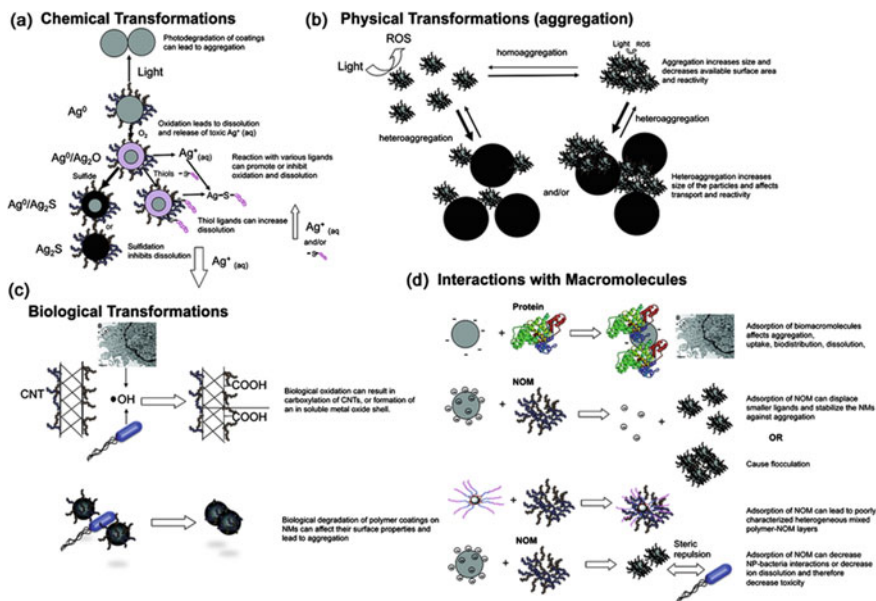 (a) Chemical Transformations
Photodegradation of coatings
can lead to aggregation
Light
Ag⁰
Oxidation leads to dissolution
and release of toxic Ag⁺ (aq)
O₂
Ag⁰/Ag₂O
Ag⁺ (aq)
Reaction with various ligands
can promote or inhibit
oxidation and dissolution
Sulfide
Thiols
-S-
Ag-S-
Ag⁰/Ag₂S
or
Thiol ligands can increase
dissolution
Ag⁺ (aq
and/or
-S-
Ag₂S
Sulfidation
inhibits dissolution
Ag⁺ (aq)
(b) Physical Transformations (aggregation)
ROS
Light
homoaggregation
Light ROS
Aggregation increases size and
decreases available surface area
and reactivity
heteroaggregation
heteroaggregation
and/or
Heteroaggregation increases
size of the particles and affects
transport and reactivity
(c) Biological Transformations
CNT
•OH
COOH
COOH
Biological oxidation can result in
carboxylation of CNTs, or formation of
an in soluble metal oxide shell.
Biological degradation of polymer coatings on
NMs can affect their surface properties and
lead to aggregation
(d) Interactions with Macromolecules
Protein
+
Adsorption of biomacromolecules
affects aggregation,
uptake, biodistribution, dissolution,
NOM
+
+
Adsorption of NOM can displace
smaller ligands and stabilize the NMs
against aggregation
OR
Cause flocculation
+
Adsorption of NOM can lead to poorly
characterized heterogeneous mixed
polymer-NOM layers
NOM
+
Steric
repulsion
Adsorption of NOM can decrease
NP-bacteria interactions or decrease
ion dissolution and therefore
decrease toxicity